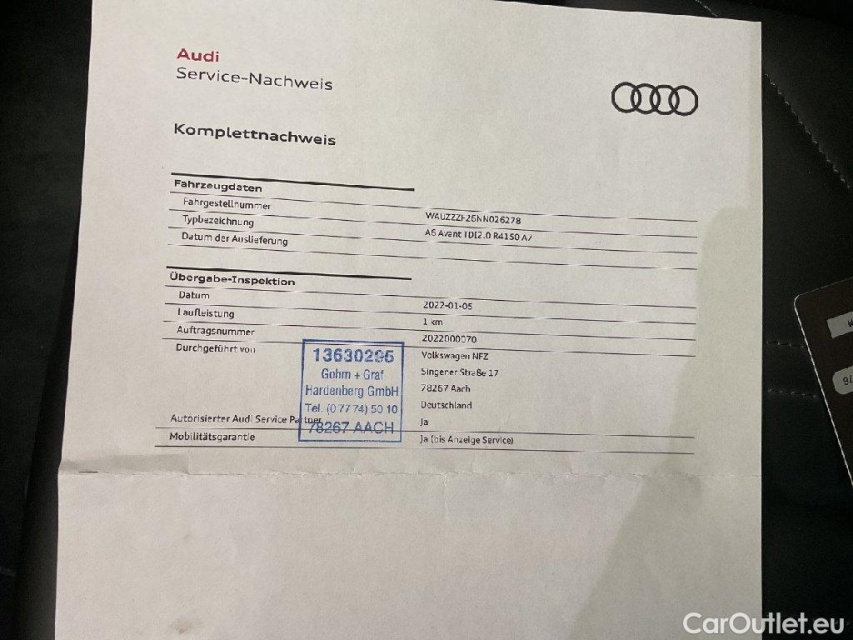 Audi
Service-Nachweis
Komplettnachweis
Fahrzeugdaten
Fahrgestellnummer WAUZZZF26NN026278
Typbezeichnung A6 Avant TDI2.0 R4150 A7
Datum der Auslieferung
Übergabe-Inspektion
Datum 2022-01-05
Laufleistung 1 km
Auftragsnummer 2022000070
Durchgeführt von Volkswagen NFZ
Singener Straße 17
78267 Aach
Deutschland
Autorisierter Audi Service Partner Ja
Mobilitätsgarantie Ja (bis Anzeige Service)
13630295
Gohm + Graf
Hardenberg GmbH
Tel. (0 77 74) 50 10
78267 AACH
CarOutlet.eu